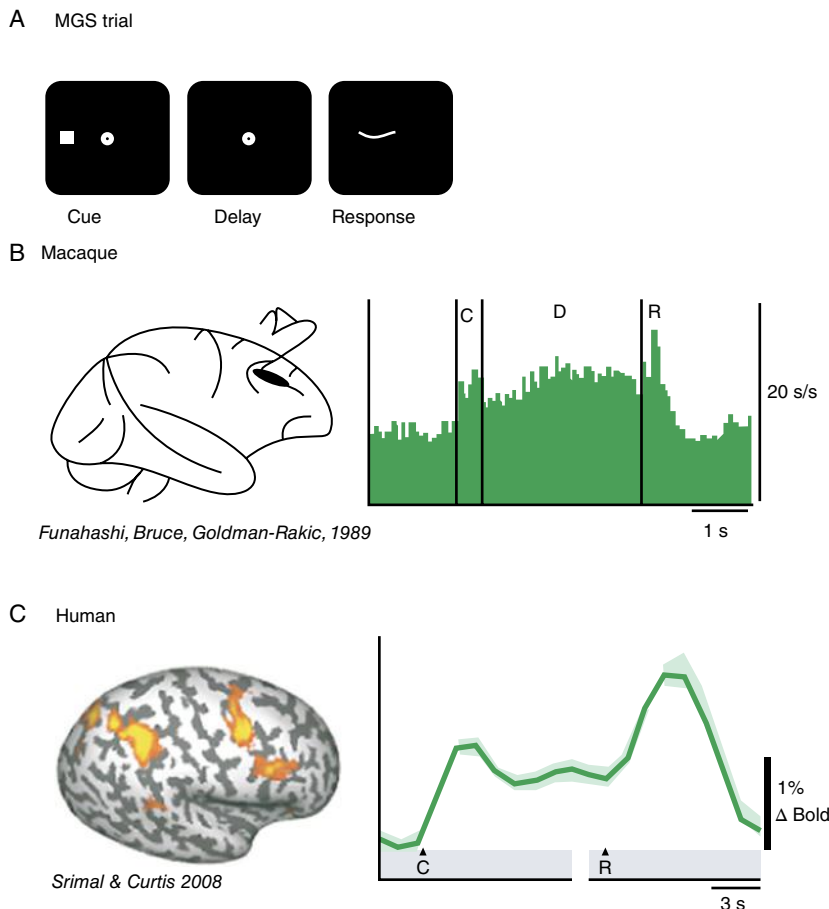 A MGS trial
Cue Delay Response
B Macaque
C D R
20 s/s
1 s
Funahashi, Bruce, Goldman-Rakic, 1989
C Human
1%
Δ Bold
C R
Srimal & Curtis 2008
3 s